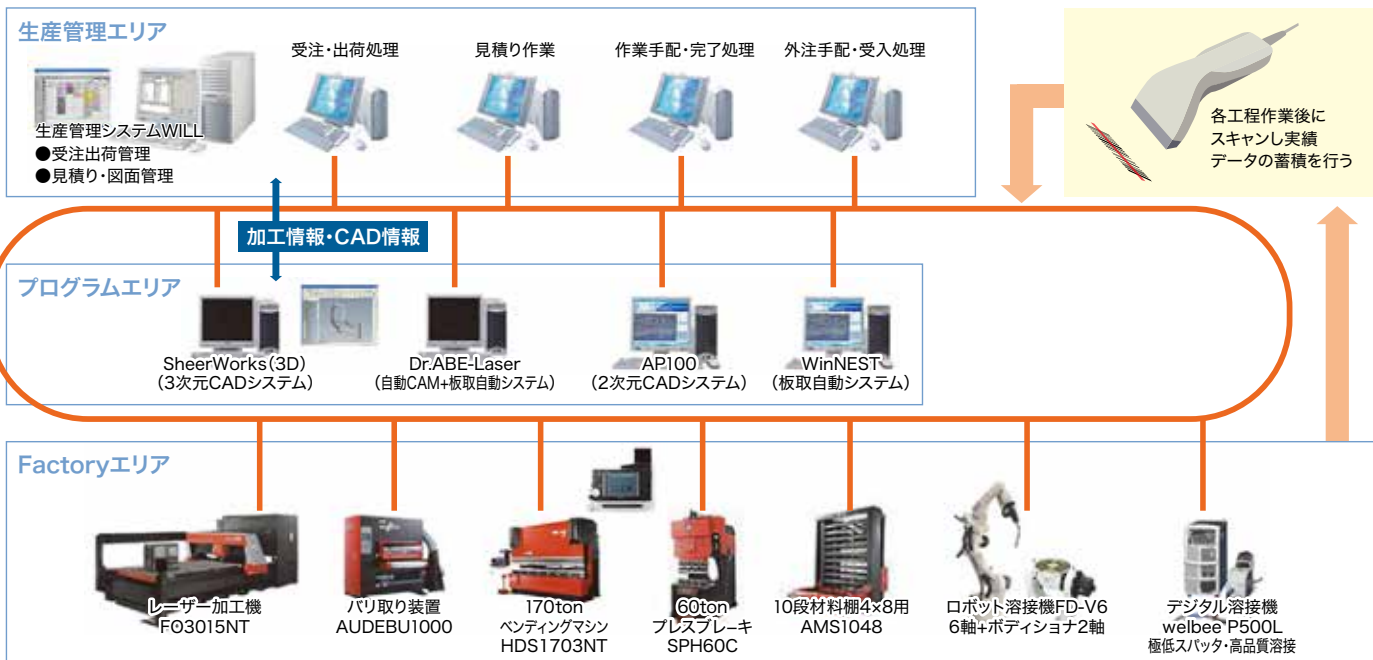 生産管理エリア
受注・出荷処理
見積り作業
作業手配・完了処理
外注手配・受入処理
生産管理システムWILL
●受注出荷管理
●見積り・図面管理
各工程作業後に
スキャンし実績
データの蓄積を行う
加工情報・CAD情報
プログラムエリア
SheerWorks(3D)
(3次元CADシステム)
Dr.ABE-Laser
(自動CAM+板取自動システム)
AP100
(2次元CADシステム)
WinNEST
(板取自動システム)
Factoryエリア
レーザー加工機
FO3015NT
バリ取り装置
AUDEBU1000
170ton
ベンディングマシン
HDS1703NT
60ton
プレスブレーキ
SPH60C
10段材料棚4×8用
AMS1048
ロボット溶接機FD-V6
6軸+ボディショナ2軸
デジタル溶接機
welbee P500L
極低スパッタ・高品質溶接